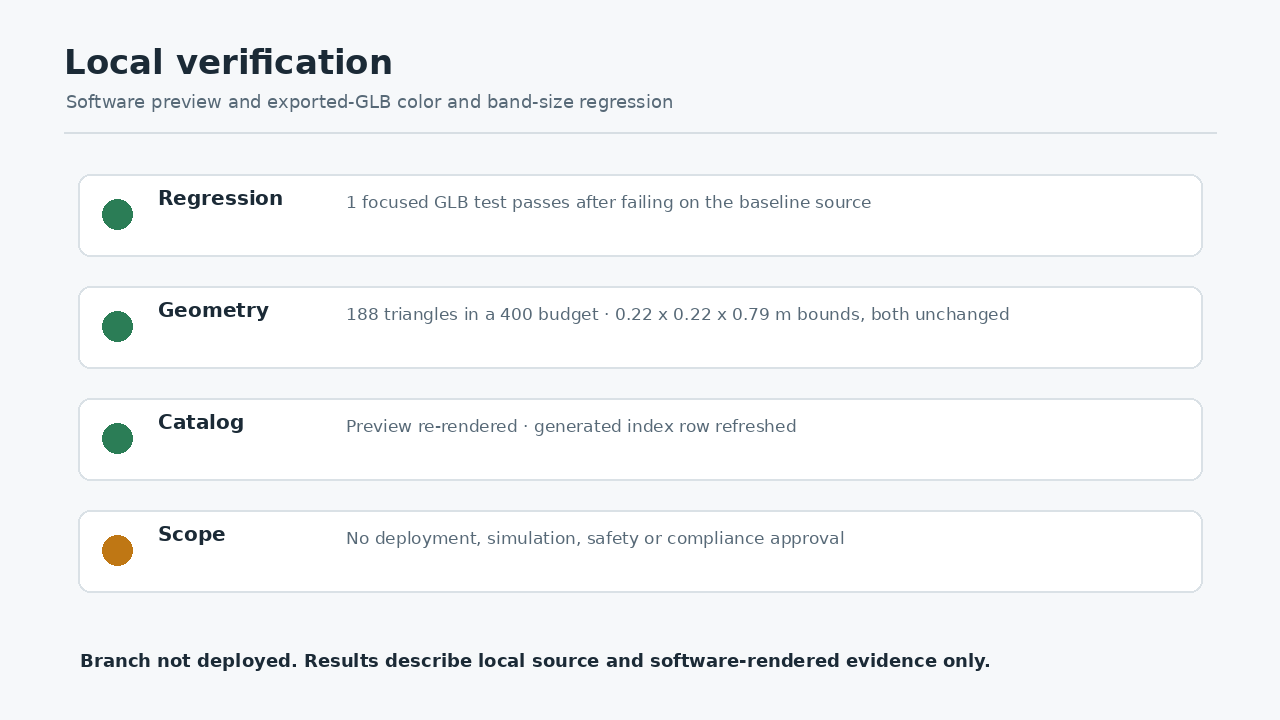 Local verification
Software preview and exported-GLB color and band-size regression
Regression
1 focused GLB test passes after failing on the baseline source
Geometry
188 triangles in a 400 budget · 0.22 x 0.22 x 0.79 m bounds, both unchanged
Catalog
Preview re-rendered · generated index row refreshed
Scope
No deployment, simulation, safety or compliance approval
Branch not deployed. Results describe local source and software-rendered evidence only.